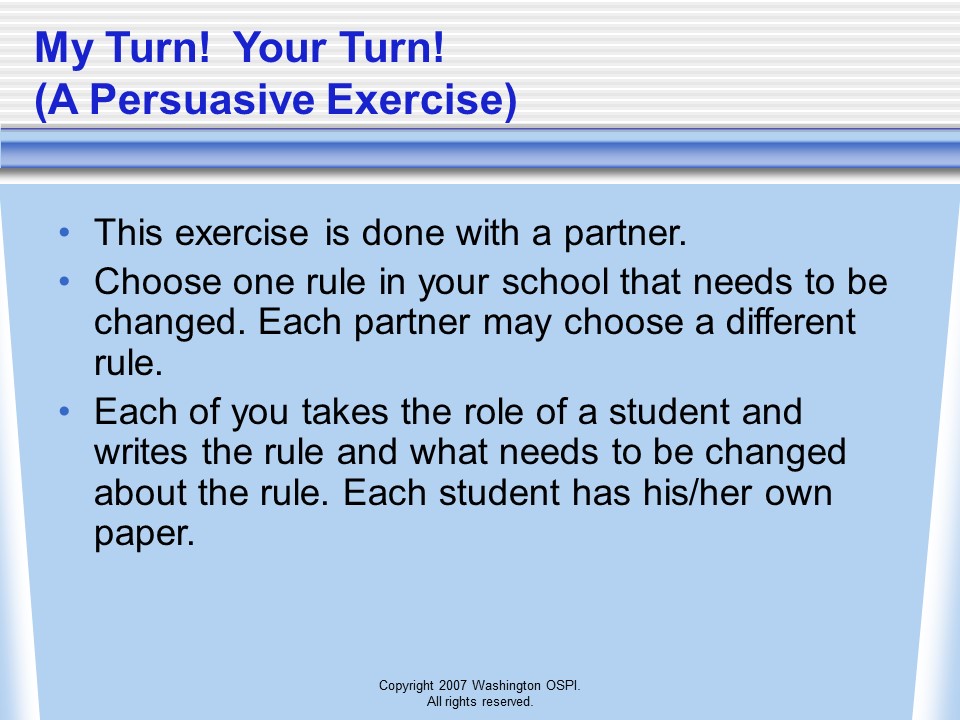 My Turn!  Your Turn!
(A Persuasive Exercise)
• This exercise is done with a partner.
• Choose one rule in your school that needs to be
changed. Each partner may choose a different
rule.
• Each of you takes the role of a student and
writes the rule and what needs to be changed
about the rule. Each student has his/her own
paper.
Copyright 2007 Washington OSPI.
All rights reserved.